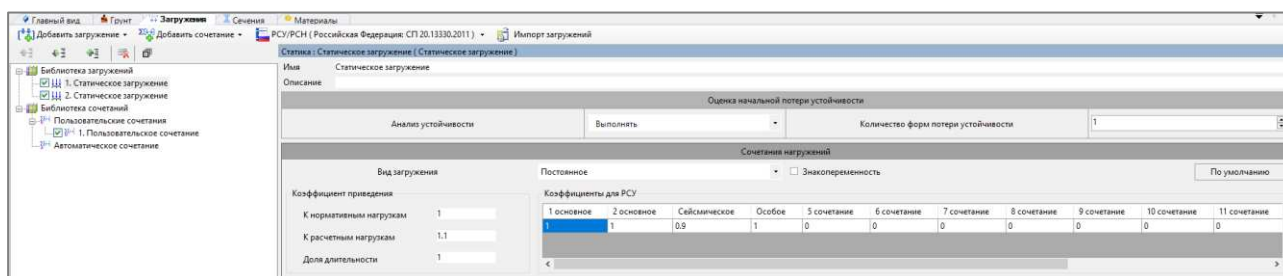 Главный вид Грунт Загружения Сечения Материалы
Добавить загружение Добавить сочетание РСУ/РСН ( Российская Федерация: СП 20.13330.2011 ) Импорт загружений
Статика : Статическое загружение ( Статическое загружение )
Библиотека загружений
1. Статическое загружение
2. Статическое загружение
Библиотека сочетаний
Пользовательские сочетания
1. Пользовательское сочетание
Автоматическое сочетание
Имя Статическое загружение
Описание
Оценка начальной потери устойчивости
Анализ устойчивости Выполнять Количество форм потери устойчивости 1
Сочетания нагружений
Вид загружения Постоянное Знакопеременность По умолчанию
Коэффициент приведения
К нормативным нагрузкам 1
К расчетным нагрузкам 1.1
Доля длительности 1
Коэффициенты для РСУ
1 основное 2 основное Сейсмическое Особое 5 сочетание 6 сочетание 7 сочетание 8 сочетание 9 сочетание 10 сочетание 11 сочетание
1 1 0.9 1 0 0 0 0 0 0 0